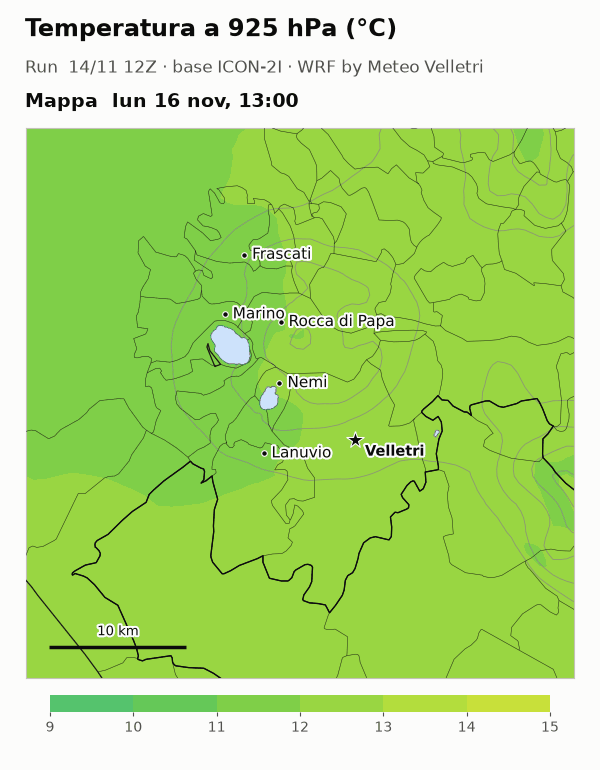 Temperatura a 925 hPa (°C)
Run  14/11 12Z · base ICON-2I · WRF by Meteo Velletri
Mappa  lun 16 nov, 13:00
Frascati
Marino
Rocca di Papa
Nemi
Velletri
Lanuvio
10 km
9 10 11 12 13 14 15